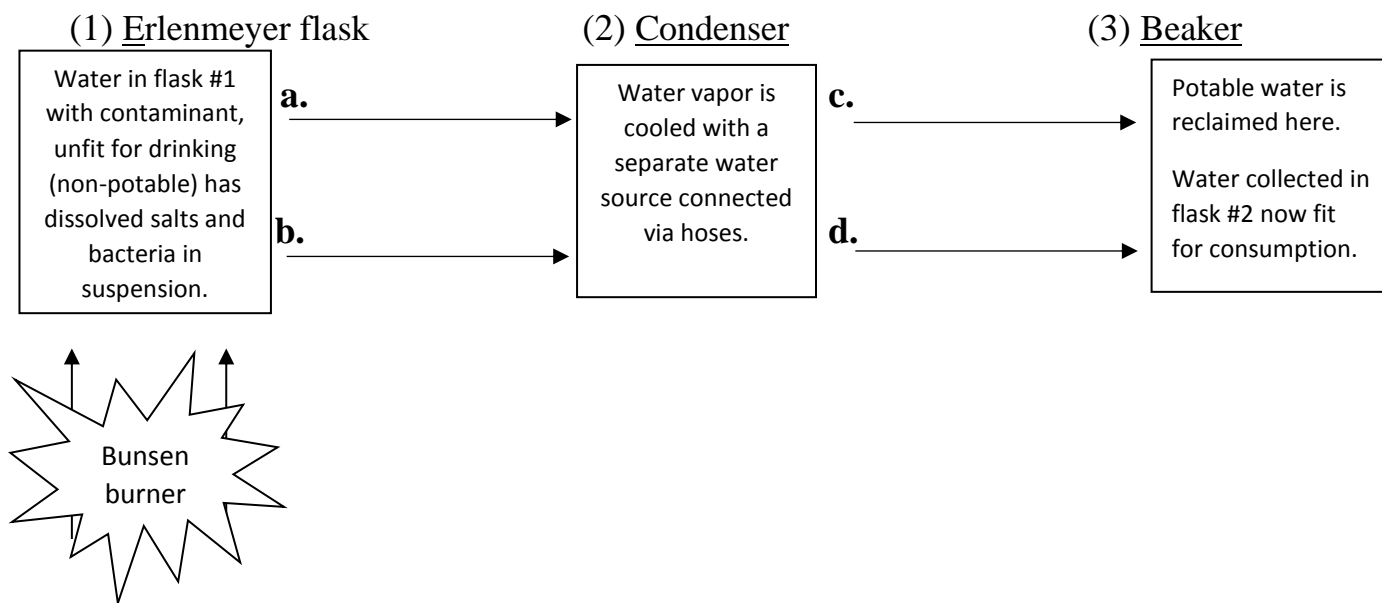 (1) Erlenmeyer flask
(2) Condenser
(3) Beaker
Water in flask #1
with contaminant,
unfit for drinking
(non-potable) has
dissolved salts and
bacteria in
suspension.
a.
b.
Water vapor is
cooled with a
separate water
source connected
via hoses.
c.
d.
Potable water is
reclaimed here.
Water collected in
flask #2 now fit
for consumption.
Bunsen
burner